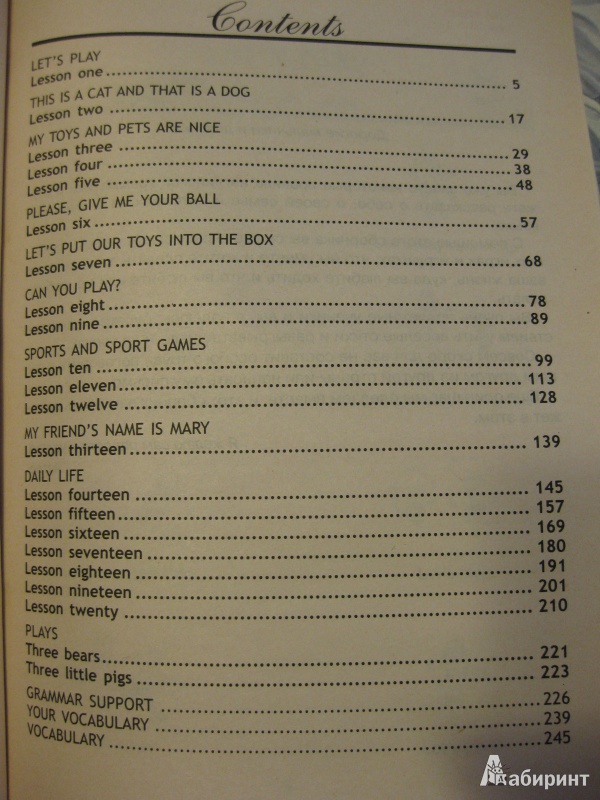 Contents
LET'S PLAY
Lesson one ........ 5
THIS IS A CAT AND THAT IS A DOG
Lesson two ........ 17
MY TOYS AND PETS ARE NICE
Lesson three ........ 29
Lesson four ........ 38
Lesson five ........ 48
PLEASE, GIVE ME YOUR BALL
Lesson six ........ 57
LET'S PUT OUR TOYS INTO THE BOX
Lesson seven ........ 68
CAN YOU PLAY?
Lesson eight ........ 78
Lesson nine ........ 89
SPORTS AND SPORT GAMES
Lesson ten ........ 99
Lesson eleven ........ 113
Lesson twelve ........ 128
MY FRIEND'S NAME IS MARY
Lesson thirteen ........ 139
DAILY LIFE
Lesson fourteen ........ 145
Lesson fifteen ........ 157
Lesson sixteen ........ 169
Lesson seventeen ........ 180
Lesson eighteen ........ 191
Lesson nineteen ........ 201
Lesson twenty ........ 210
PLAYS
Three bears ........ 221
Three little pigs ........ 223
GRAMMAR SUPPORT ........ 226
YOUR VOCABULARY ........ 239
VOCABULARY ........ 245
Лабиринт